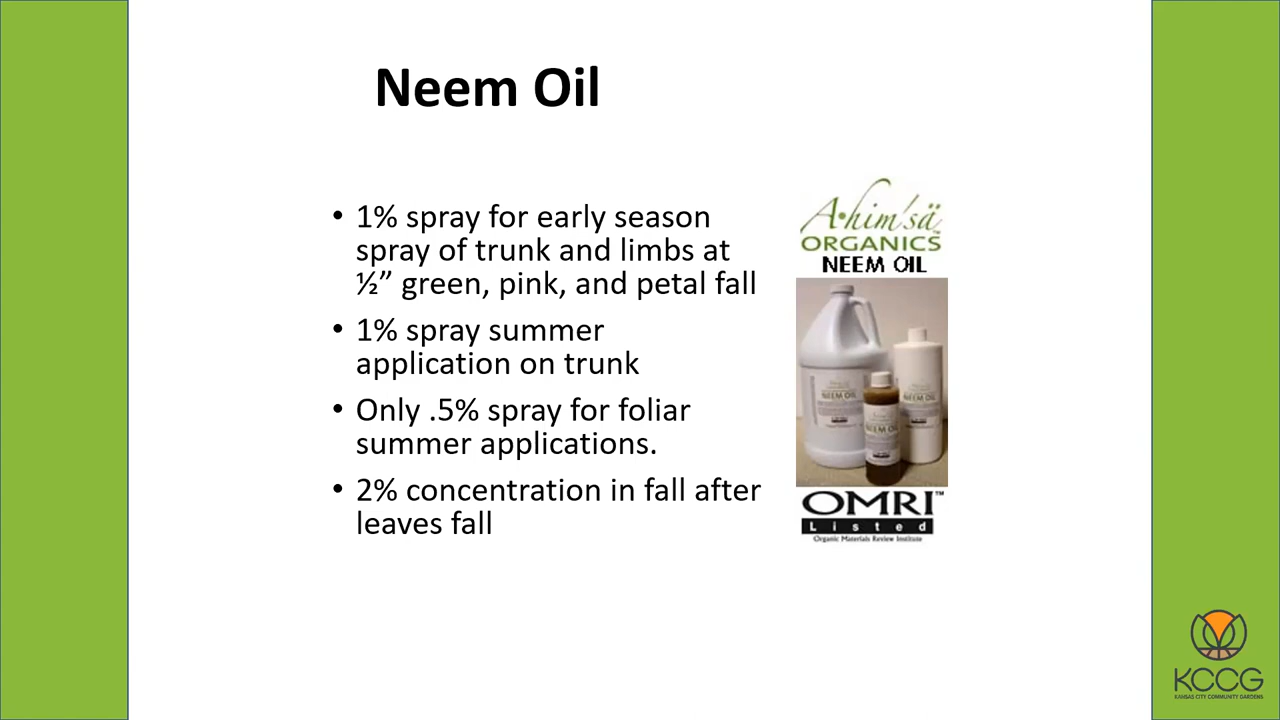 Neem Oil
• 1% spray for early season
spray of trunk and limbs at
½” green, pink, and petal fall
• 1% spray summer
application on trunk
• Only .5% spray for foliar
summer applications.
• 2% concentration in fall after
leaves fall
A·him'sä™
ORGANICS
NEEM OIL
NEEM OIL
NEEM OIL
NEEM OIL
OMRI™
Listed
Organic Materials Review Institute
KCCG
KANSAS CITY COMMUNITY GARDENS